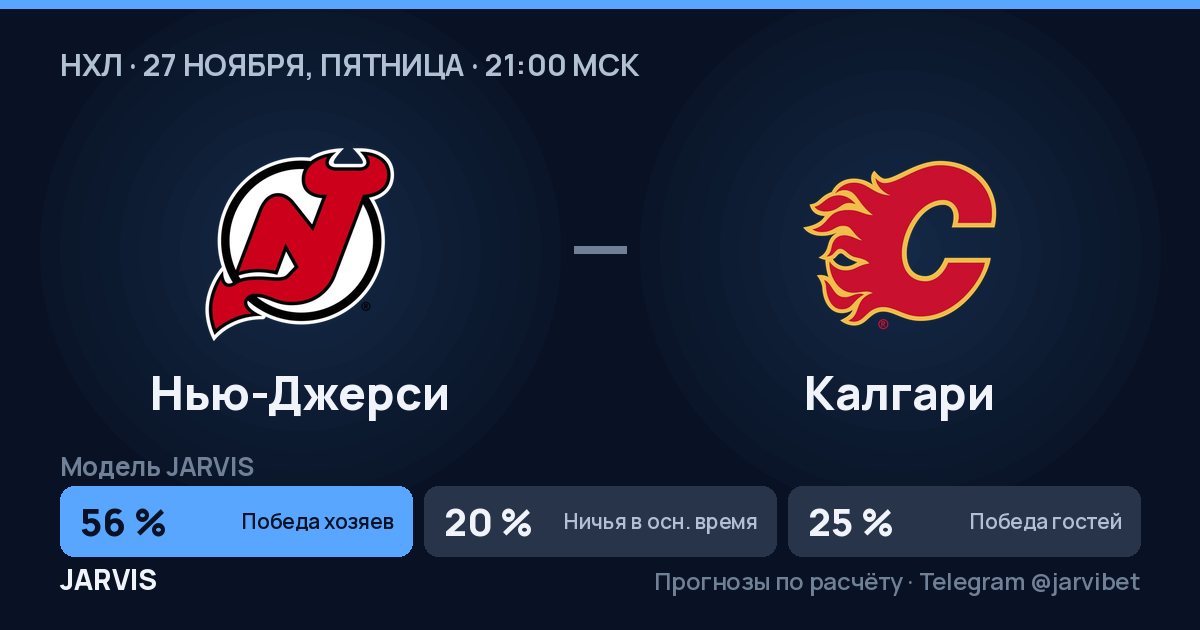 НХЛ · 27 НОЯБРЯ, ПЯТНИЦА · 21:00 МСК
Нью-Джерси
Калгари
Модель JARVIS
56 % Победа хозяев
20 % Ничья в осн. время
25 % Победа гостей
JARVIS
Прогнозы по расчёту · Telegram @jarvibet